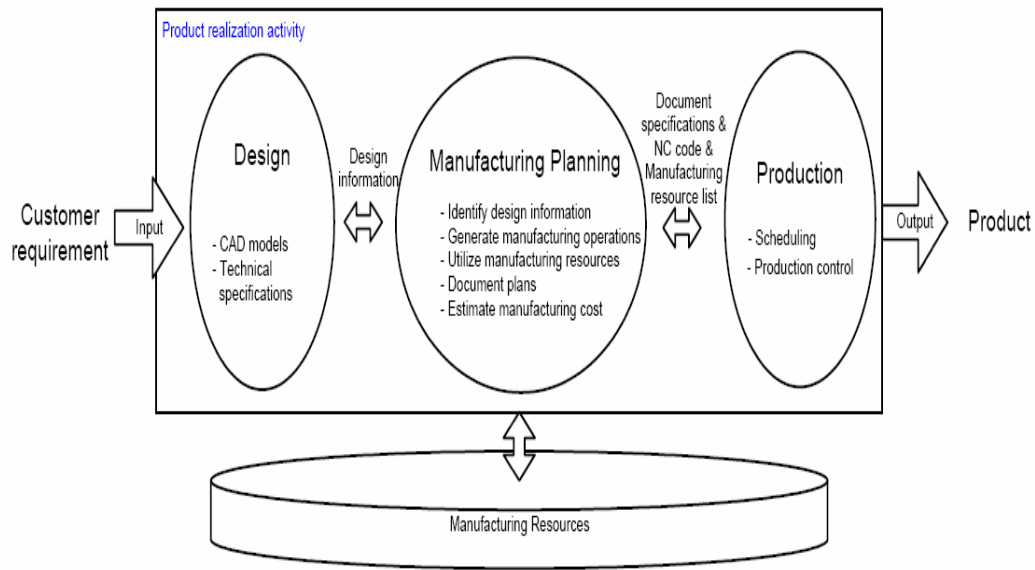 Product realization activity
Customer
requirement
Input
Design
- CAD models
- Technical
specifications
Design
information
Manufacturing Planning
- Identify design information
- Generate manufacturing operations
- Utilize manufacturing resources
- Document plans
- Estimate manufacturing cost
Document
specifications &
NC code &
Manufacturing
resource list
Production
- Scheduling
- Production control
Output
Product
Manufacturing Resources